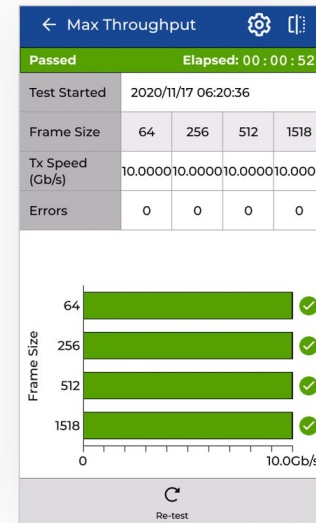 Max Throughput
Passed Elapsed: 00:00:52
Test Started 2020/11/17 06:20:36
Frame Size 64 256 512 1518
Tx Speed (Gb/s) 10.0000 10.0000 10.0000 10.000
Errors 0 0 0 0
Frame Size
64
256
512
1518
0 10.0Gb/s
Re-test